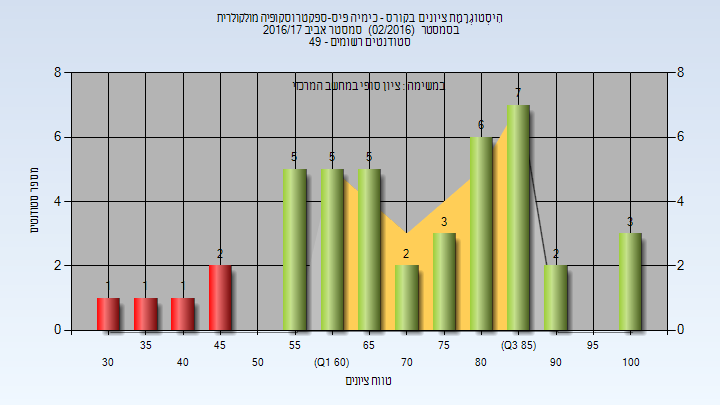 הִיסְטוֹגְרָמַת ציונים בקורס - כימיה פיס-ספקטרוסקופיה מולקולרית
בסמסטר (02/2016) סמסטר אביב 2016/17
סטודנטים רשומים - 49
במשימה : ציון סופי במחשב המרכזי
מספר סטודנטים
8 8
6 6
4 4
2 2
0 0
1 1 1 2 5 5 5 2 3 6 7 2 3
35 45 55 65 75 (Q3 85) 95
30 40 50 (Q1 60) 70 80 90 100
טווח ציונים